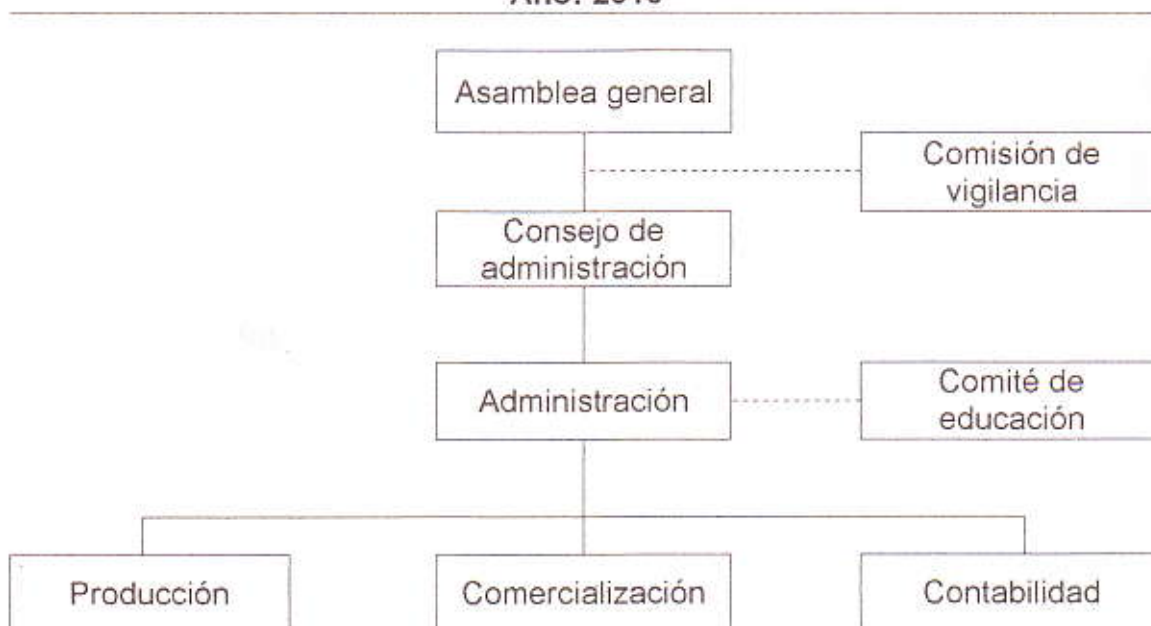 Asamblea general
Comisión de
vigilancia
Consejo de
administración
Administración
Comité de
educación
Producción
Comercialización
Contabilidad